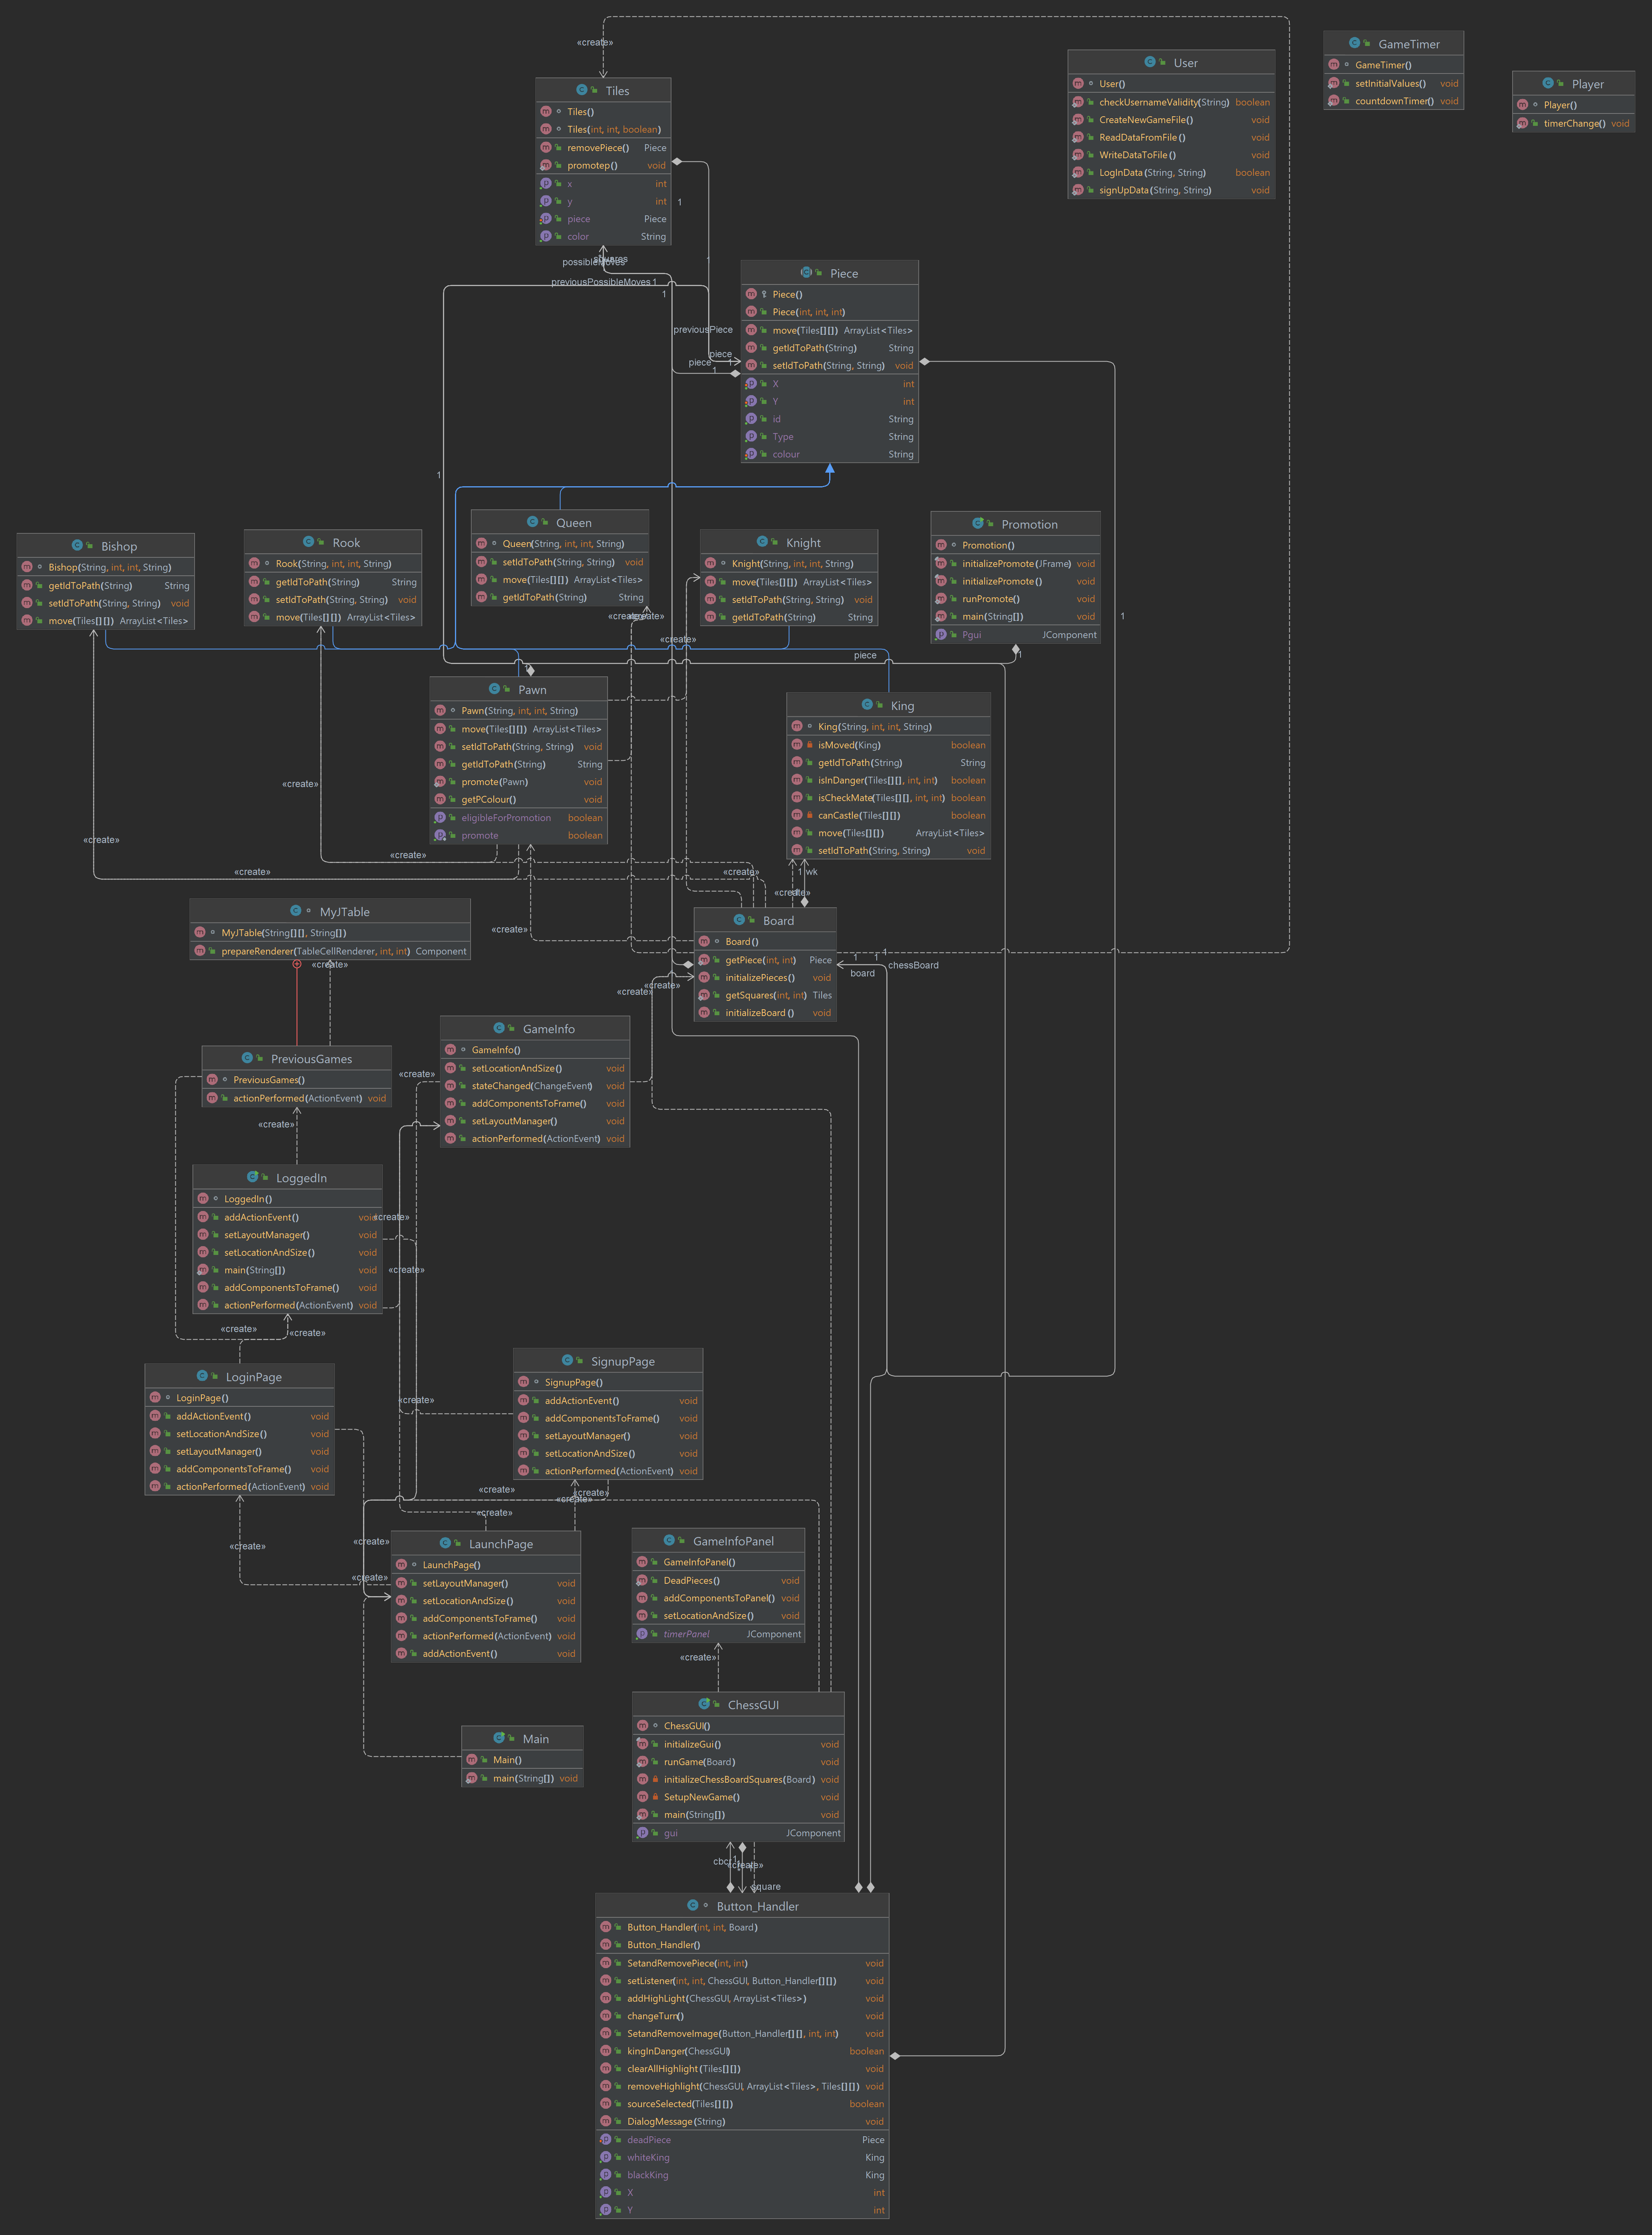 «create»
Tiles
Tiles()
Tiles(int, int, boolean)
removePiece() Piece
promotep() void
x int
y int
piece Piece
color String
User
User()
checkUsernameValidity(String) boolean
CreateNewGameFile() void
ReadDataFromFile() void
WriteDataToFile() void
LogInData(String, String) boolean
signUpData(String, String) void
GameTimer
GameTimer()
setInitialValues() void
countdownTimer() void
Player
Player()
timerChange() void
1
1
possibleMoves
previousPossibleMoves 1
1
previousPiece
piece
piece 1
1
Piece
Piece()
Piece(int, int, int)
move(Tiles[][]) ArrayList<Tiles>
getIdToPath(String) String
setIdToPath(String, String) void
X int
Y int
id String
Type String
colour String
1
1
Bishop
Bishop(String, int, int, String)
getIdToPath(String) String
setIdToPath(String, String) void
move(Tiles[][]) ArrayList<Tiles>
Rook
Rook(String, int, int, String)
getIdToPath(String) String
setIdToPath(String, String) void
move(Tiles[][]) ArrayList<Tiles>
Queen
Queen(String, int, int, String)
setIdToPath(String, String) void
move(Tiles[][]) ArrayList<Tiles>
getIdToPath(String) String
Knight
Knight(String, int, int, String)
move(Tiles[][]) ArrayList<Tiles>
setIdToPath(String, String) void
getIdToPath(String) String
Promotion
Promotion()
initializePromote(JFrame) void
initializePromote() void
runPromote() void
main(String[]) void
Pgui JComponent
«create»
«create»
«create»
piece
1
Pawn
Pawn(String, int, int, String)
move(Tiles[][]) ArrayList<Tiles>
setIdToPath(String, String) void
getIdToPath(String) String
promote(Pawn) void
getPColour() void
eligibleForPromotion boolean
promote boolean
King
King(String, int, int, String)
isMoved(King) boolean
getIdToPath(String) String
isInDanger(Tiles[][], int, int) boolean
isCheckMate(Tiles[][], int, int) boolean
canCastle(Tiles[][]) boolean
move(Tiles[][]) ArrayList<Tiles>
setIdToPath(String, String) void
«create»
«create»
«create»
«create»
«create»
1 wk
«create»
«create»
MyJTable
MyJTable(String[][], String[])
prepareRenderer(TableCellRenderer, int, int) Component
«create»
Board
Board()
getPiece(int, int) Piece
initializePieces() void
getSquares(int, int) Tiles
initializeBoard() void
1
1
1
board
chessBoard
«create»
«create»
PreviousGames
PreviousGames()
actionPerformed(ActionEvent) void
GameInfo
GameInfo()
setLocationAndSize() void
stateChanged(ChangeEvent) void
addComponentsToFrame() void
setLayoutManager() void
actionPerformed(ActionEvent) void
«create»
«create»
LoggedIn
LoggedIn()
addActionEvent() void
setLayoutManager() void
setLocationAndSize() void
main(String[]) void
addComponentsToFrame() void
actionPerformed(ActionEvent) void
«create»
«create»
«create»
«create»
LoginPage
LoginPage()
addActionEvent() void
setLocationAndSize() void
setLayoutManager() void
addComponentsToFrame() void
actionPerformed(ActionEvent) void
SignupPage
SignupPage()
addActionEvent() void
addComponentsToFrame() void
setLayoutManager() void
setLocationAndSize() void
actionPerformed(ActionEvent) void
«create»
«create»
«create»
«create»
«create»
«create»
«create»
«create»
LaunchPage
LaunchPage()
setLayoutManager() void
setLocationAndSize() void
addComponentsToFrame() void
actionPerformed(ActionEvent) void
addActionEvent() void
GameInfoPanel
GameInfoPanel()
DeadPieces() void
addComponentsToPanel() void
setLocationAndSize() void
timerPanel JComponent
«create»
Main
Main()
main(String[]) void
ChessGUI
ChessGUI()
initializeGui() void
runGame(Board) void
initializeChessBoardSquares(Board) void
SetupNewGame() void
main(String[]) void
gui JComponent
«create»
square
Button_Handler
Button_Handler(int, int, Board)
Button_Handler()
SetandRemovePiece(int, int) void
setListener(int, int, ChessGUI, Button_Handler[][]) void
addHighLight(ChessGUI, ArrayList<Tiles>) void
changeTurn() void
SetandRemoveImage(Button_Handler[][], int, int) void
kingInDanger(ChessGUI) boolean
clearAllHighlight(Tiles[][]) void
removeHighlight(ChessGUI, ArrayList<Tiles>, Tiles[][]) void
sourceSelected(Tiles[][]) boolean
DialogMessage(String) void
deadPiece Piece
whiteKing King
blackKing King
X int
Y int